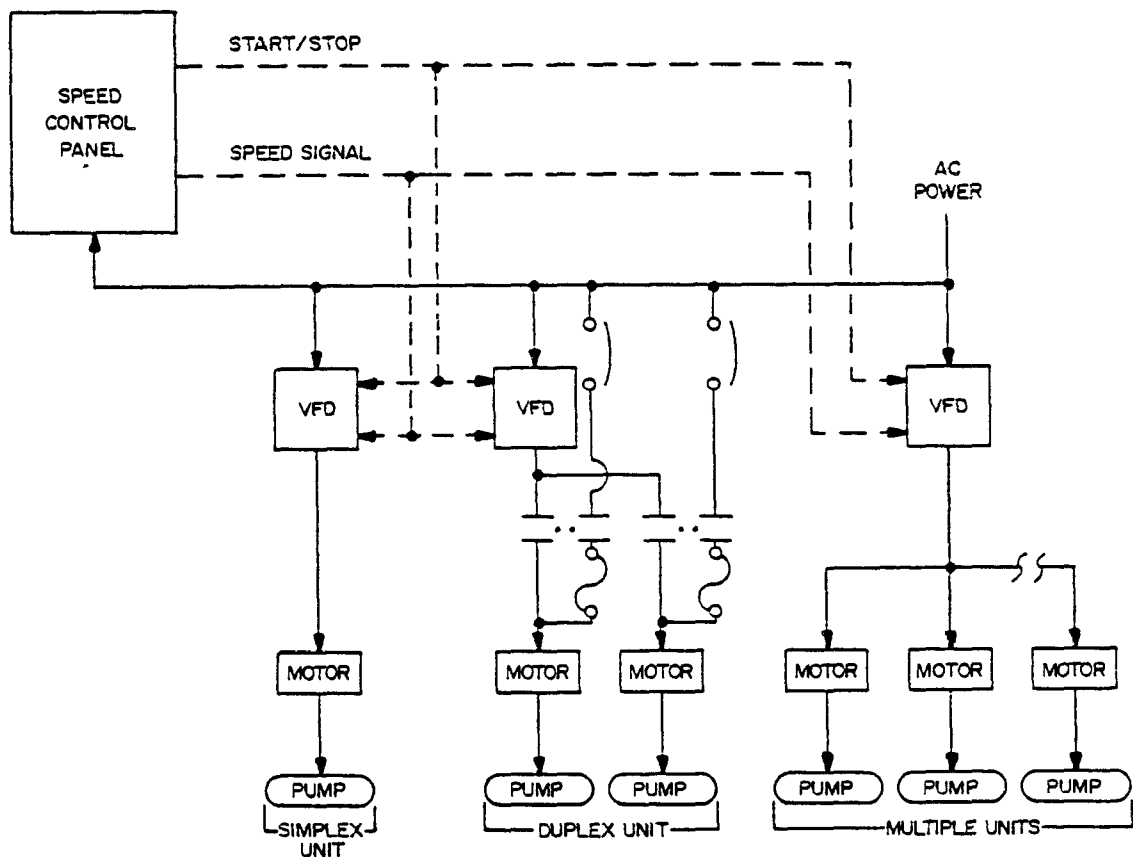 START/STOP
SPEED
CONTROL
PANEL
SPEED SIGNAL
AC
POWER
VFD
VFD
VFD
MOTOR
MOTOR
MOTOR
MOTOR
MOTOR
MOTOR
PUMP
PUMP
PUMP
PUMP
PUMP
PUMP
SIMPLEX
UNIT
DUPLEX UNIT
MULTIPLE UNITS